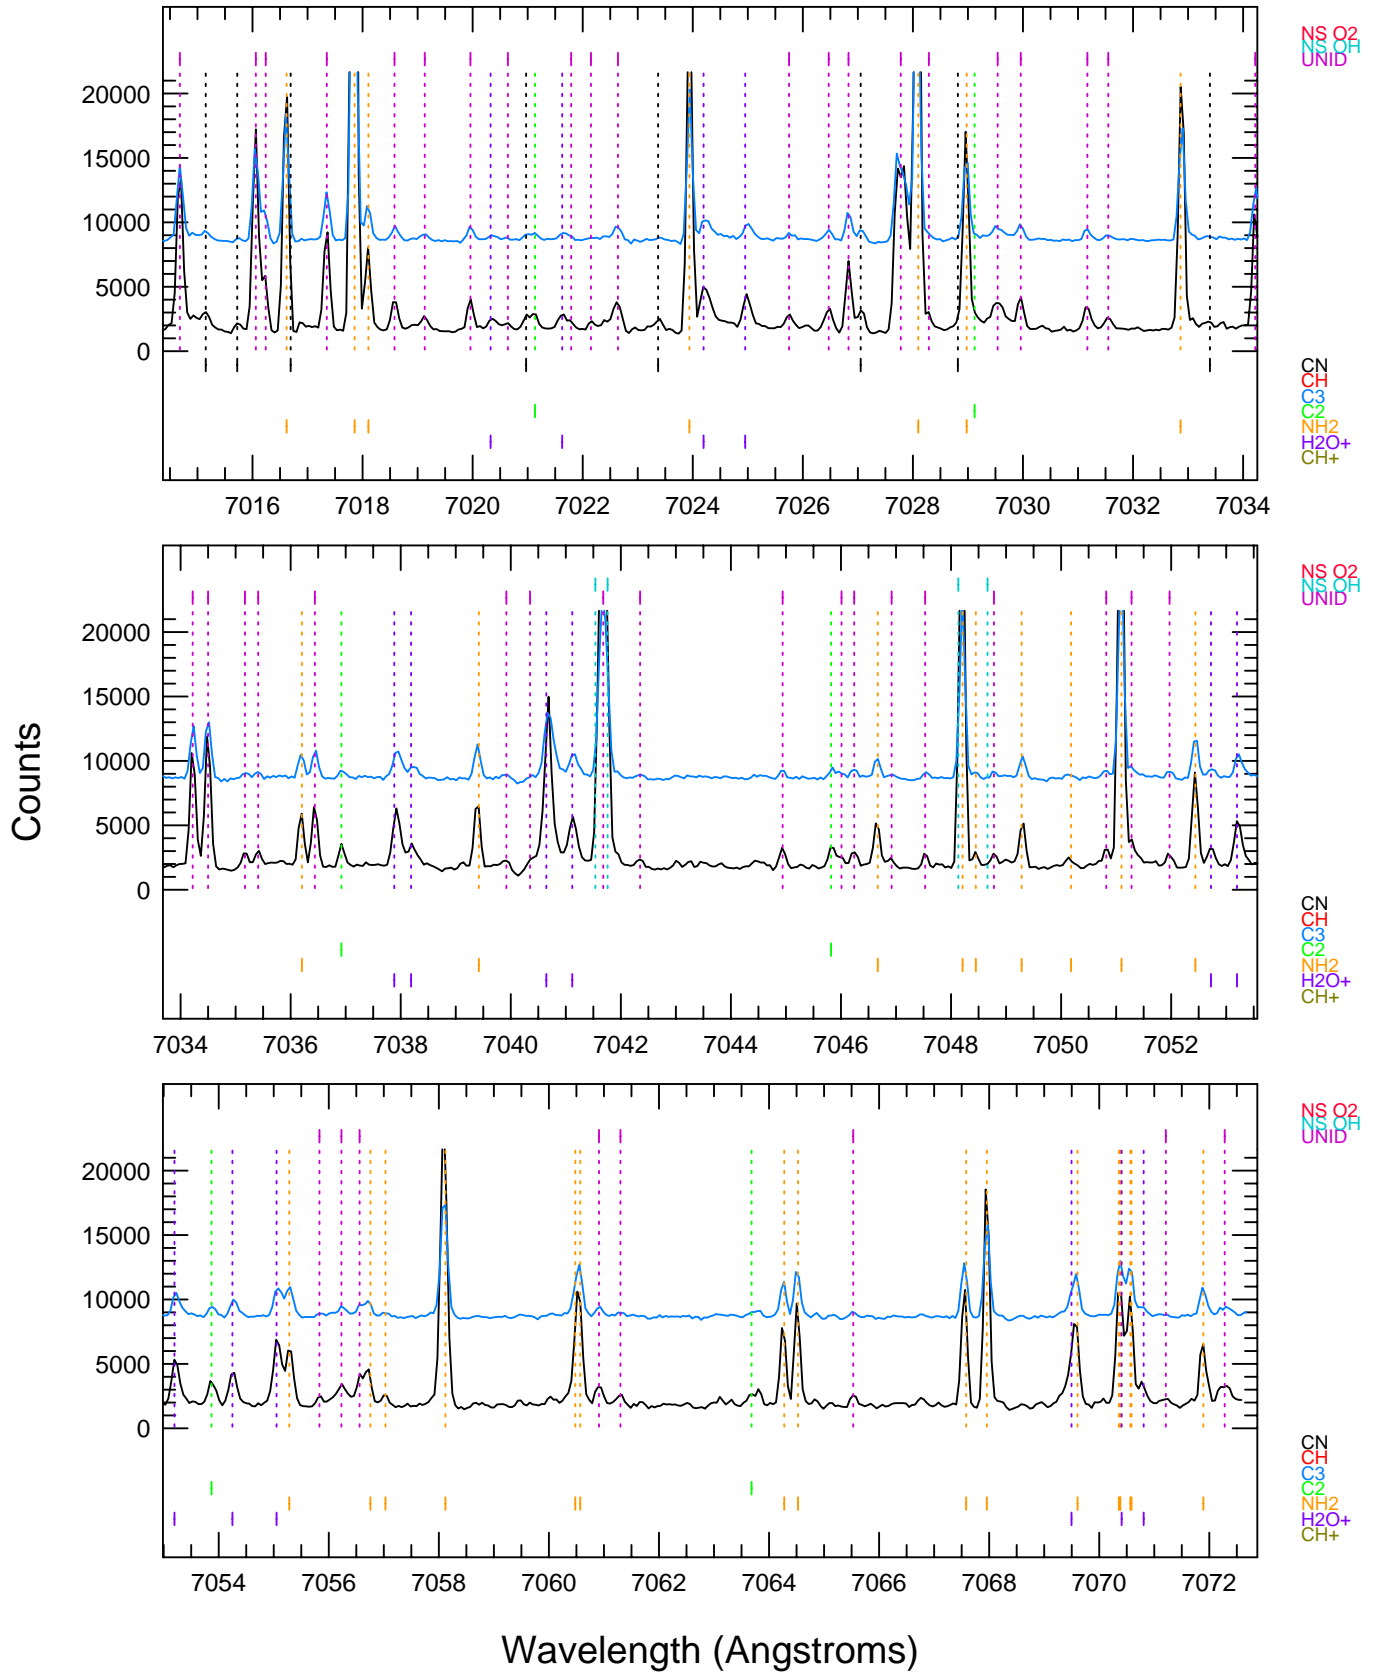 NS O2
NS OH
UNID
20000
15000
10000
5000
0
CN
CH
C3
C2
NH2
H2O+
CH+
7016 7018 7020 7022 7024 7026 7028 7030 7032 7034
NS O2
NS OH
UNID
20000
15000
10000
5000
0
Counts
CN
CH
C3
C2
NH2
H2O+
CH+
7034 7036 7038 7040 7042 7044 7046 7048 7050 7052
NS O2
NS OH
UNID
20000
15000
10000
5000
0
CN
CH
C3
C2
NH2
H2O+
CH+
7054 7056 7058 7060 7062 7064 7066 7068 7070 7072
Wavelength (Angstroms)